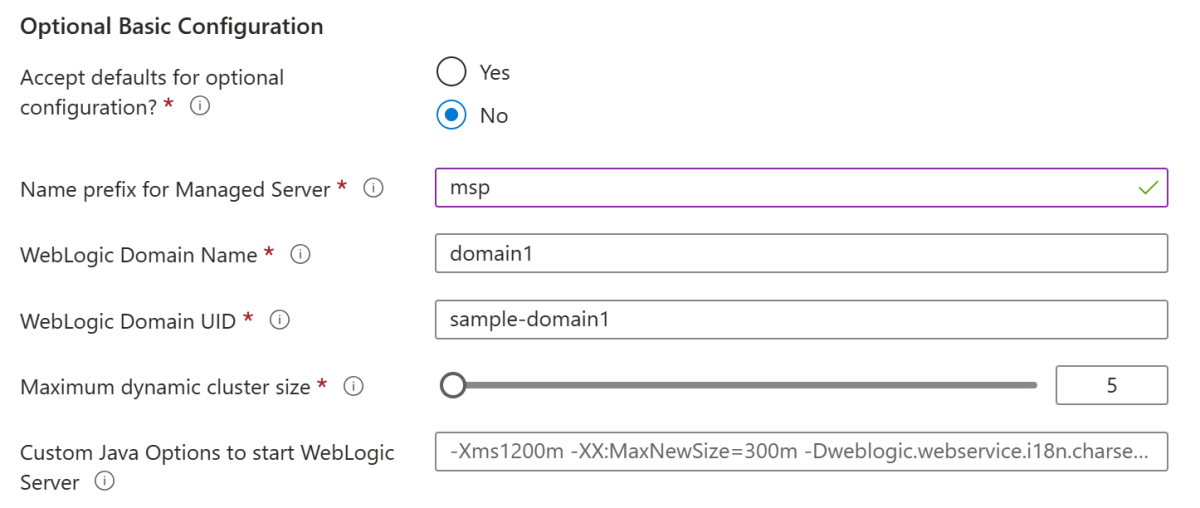 Optional Basic Configuration
Accept defaults for optional
configuration? *
Yes
No
Name prefix for Managed Server *
msp
WebLogic Domain Name *
domain1
WebLogic Domain UID *
sample-domain1
Maximum dynamic cluster size *
5
Custom Java Options to start WebLogic
Server
-Xms1200m -XX:MaxNewSize=300m -Dweblogic.webservice.i18n.charse...